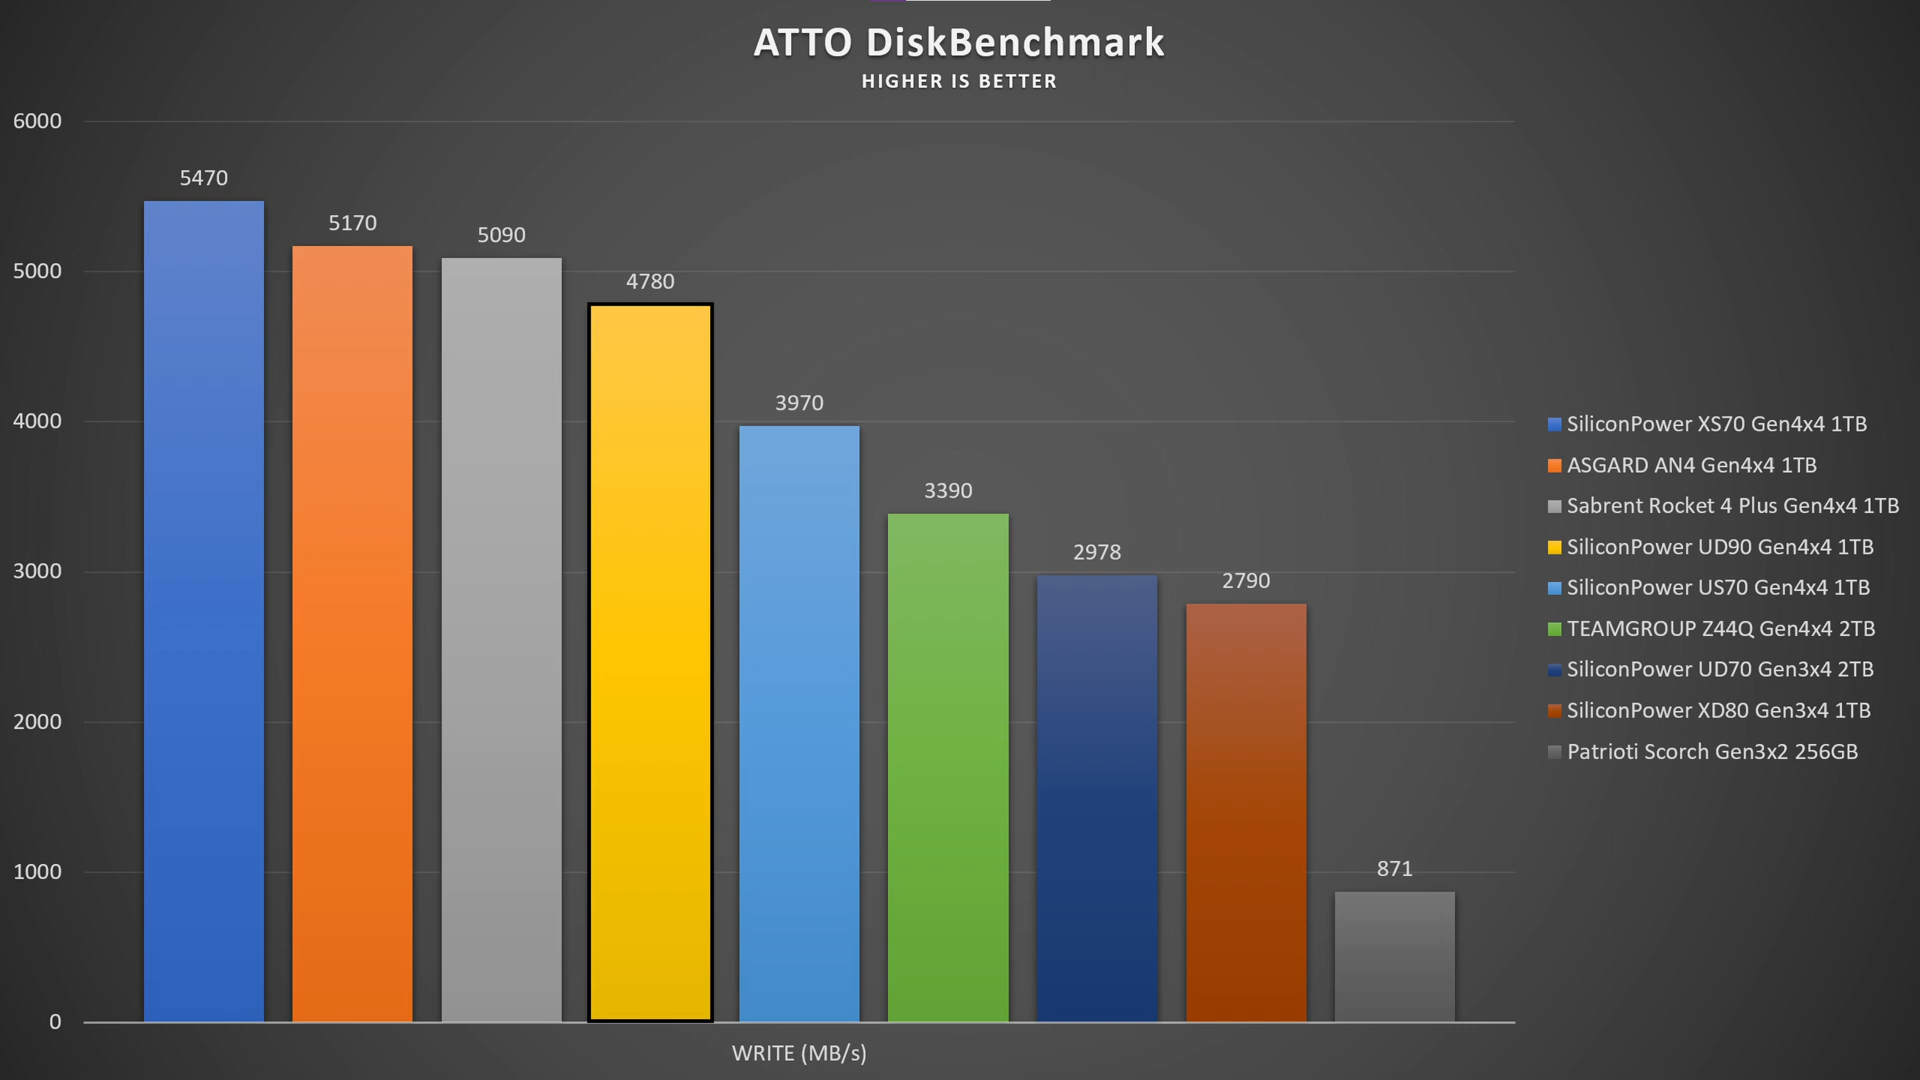 ATTO DiskBenchmark
HIGHER IS BETTER
6000
5000
4000
3000
2000
1000
0
5470
5170
5090
4780
3970
3390
2978
2790
871
WRITE (MB/s)
SiliconPower XS70 Gen4x4 1TB
ASGARD AN4 Gen4x4 1TB
Sabrent Rocket 4 Plus Gen4x4 1TB
SiliconPower UD90 Gen4x4 1TB
SiliconPower US70 Gen4x4 1TB
TEAMGROUP Z44Q Gen4x4 2TB
SiliconPower UD70 Gen3x4 2TB
SiliconPower XD80 Gen3x4 1TB
Patrioti Scorch Gen3x2 256GB